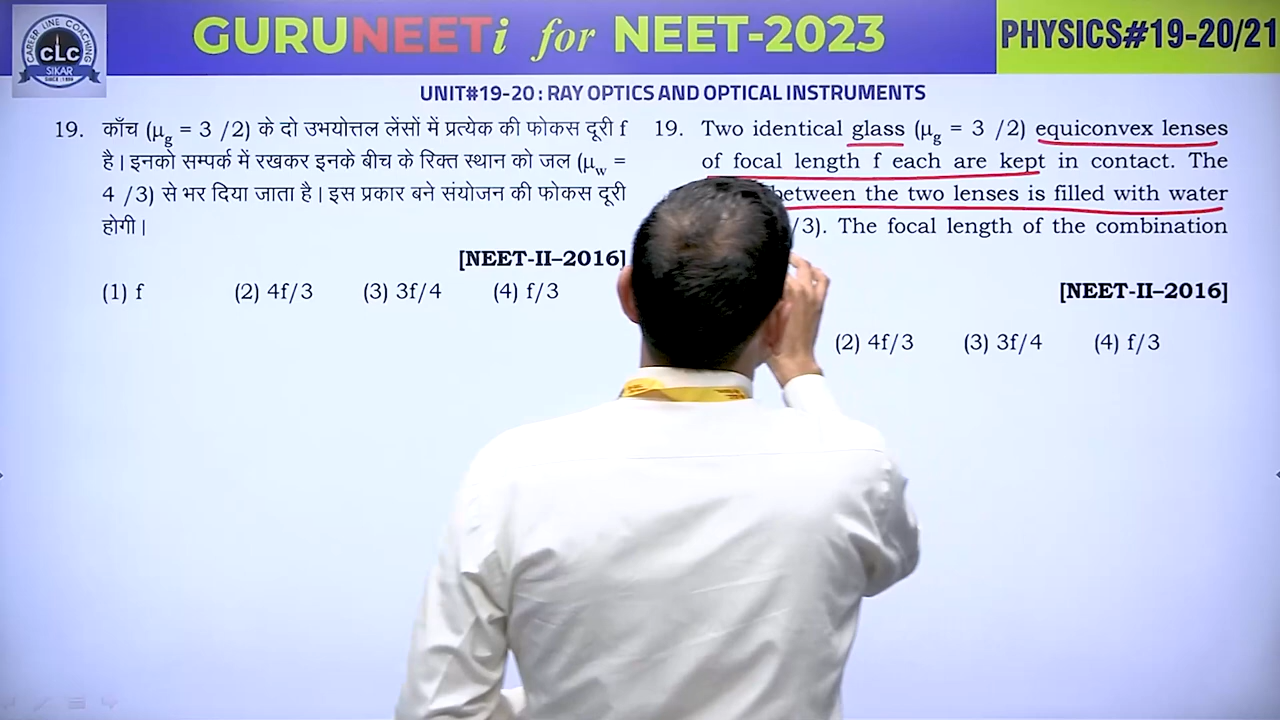 CAREER LINE COACHING
CLC
SIKAR
SINCE : 1996
GURUNEETi for NEET-2023
PHYSICS#19-20/21
UNIT#19-20 : RAY OPTICS AND OPTICAL INSTRUMENTS
19. काँच (μg = 3 /2) के दो उभयोत्तल लेंसों में प्रत्येक की फोकस दूरी f
है। इनको सम्पर्क में रखकर इनके बीच के रिक्त स्थान को जल (μw =
4 /3) से भर दिया जाता है। इस प्रकार बने संयोजन की फोकस दूरी
होगी।
[NEET-II–2016]
(1) f (2) 4f/3 (3) 3f/4 (4) f/3
19. Two identical glass (μg = 3 /2) equiconvex lenses
of focal length f each are kept in contact. The
between the two lenses is filled with water
/3). The focal length of the combination
[NEET-II–2016]
(2) 4f/3 (3) 3f/4 (4) f/3